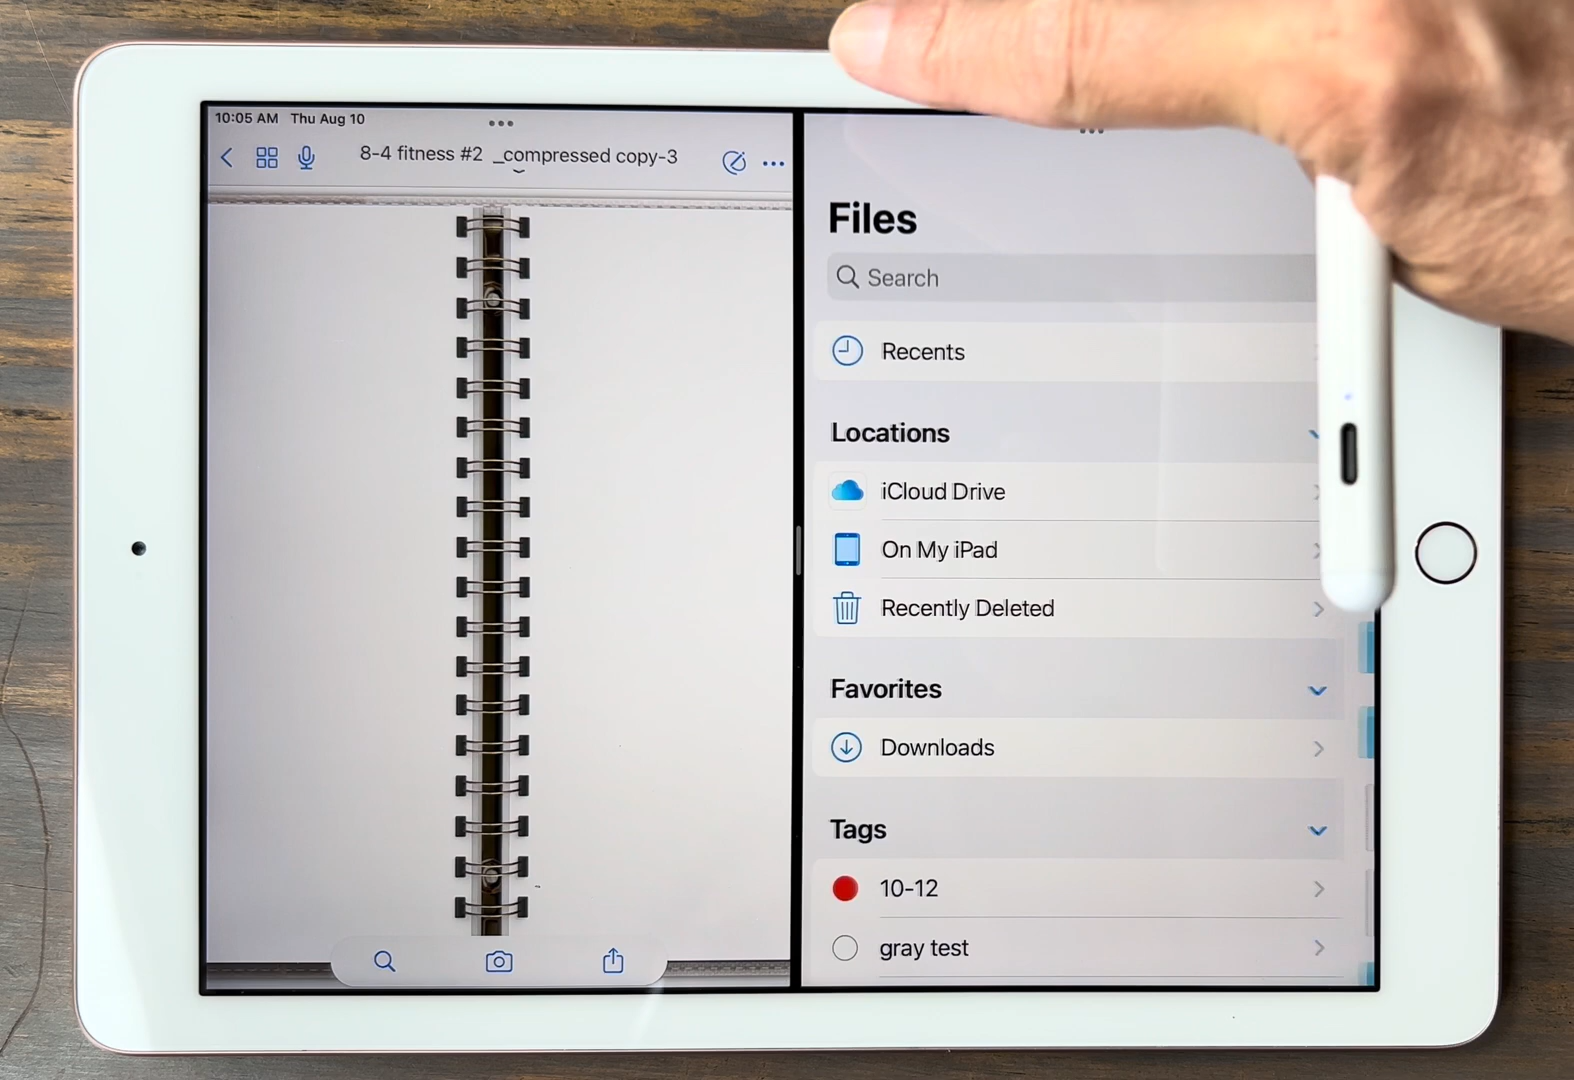 10:05 AM Thu Aug 10
8-4 fitness #2 _compressed copy-3
Files
Search
Recents
Locations
iCloud Drive
On My iPad
Recently Deleted
Favorites
Downloads
Tags
10-12
gray test